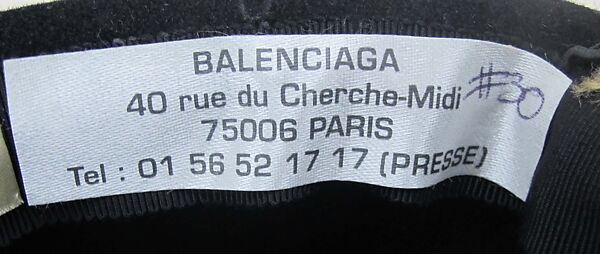 BALENCIAGA
40 rue du Cherche-Midi #30
75006 PARIS
Tel : 01 56 52 17 17 (PRESSE)